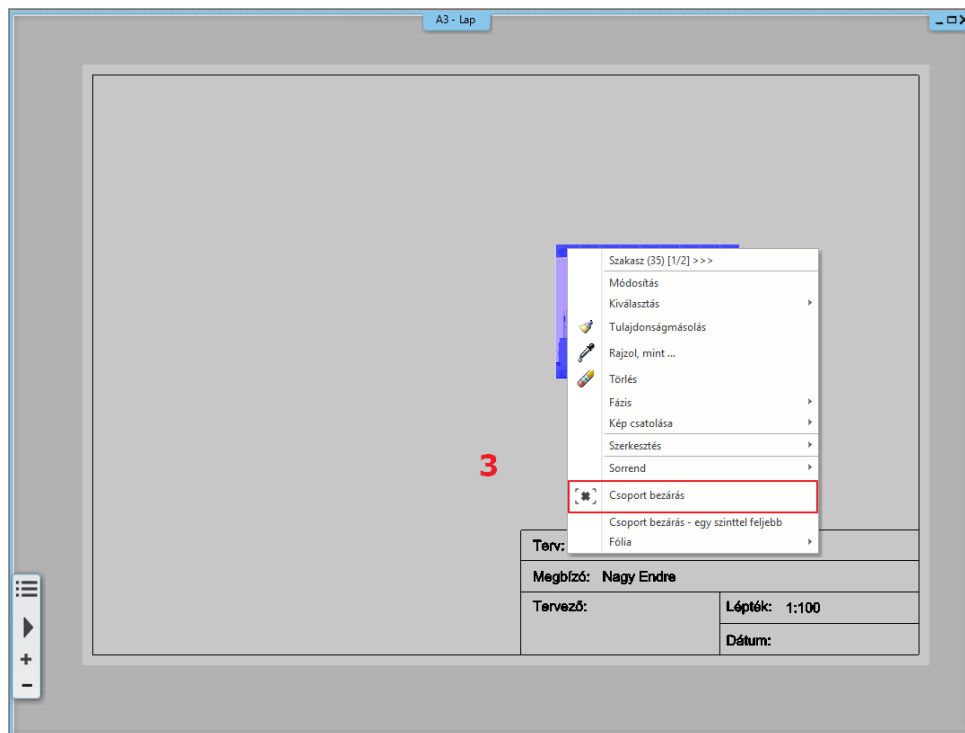 A3 - Lap
Szakasz (35) [1/2] >>>
Módosítás
Kiválasztás
Tulajdonságmásolás
Rajzol, mint ...
Törlés
Fázis
Kép csatolása
Szerkesztés
Sorrend
3
Csoport bezárás
Csoport bezárás - egy szinttel feljebb
Fólia
Terv:
Megbízó: Nagy Endre
Tervező:
Lépték: 1:100
Dátum: